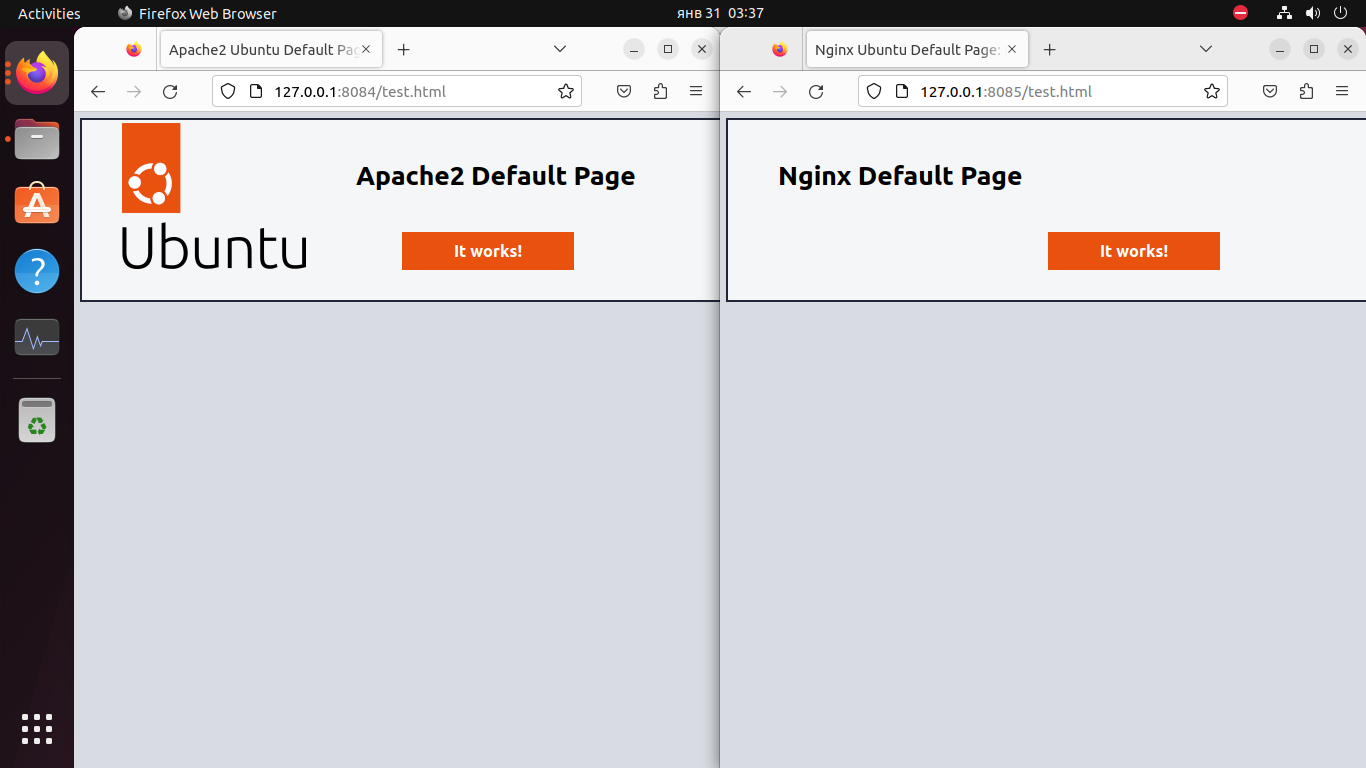 Activities
Firefox Web Browser
янв 31 03:37
Apache2 Ubuntu Default Pag
127.0.0.1:8084/test.html
Ubuntu
Apache2 Default Page
It works!
Nginx Ubuntu Default Page:
127.0.0.1:8085/test.html
Nginx Default Page
It works!